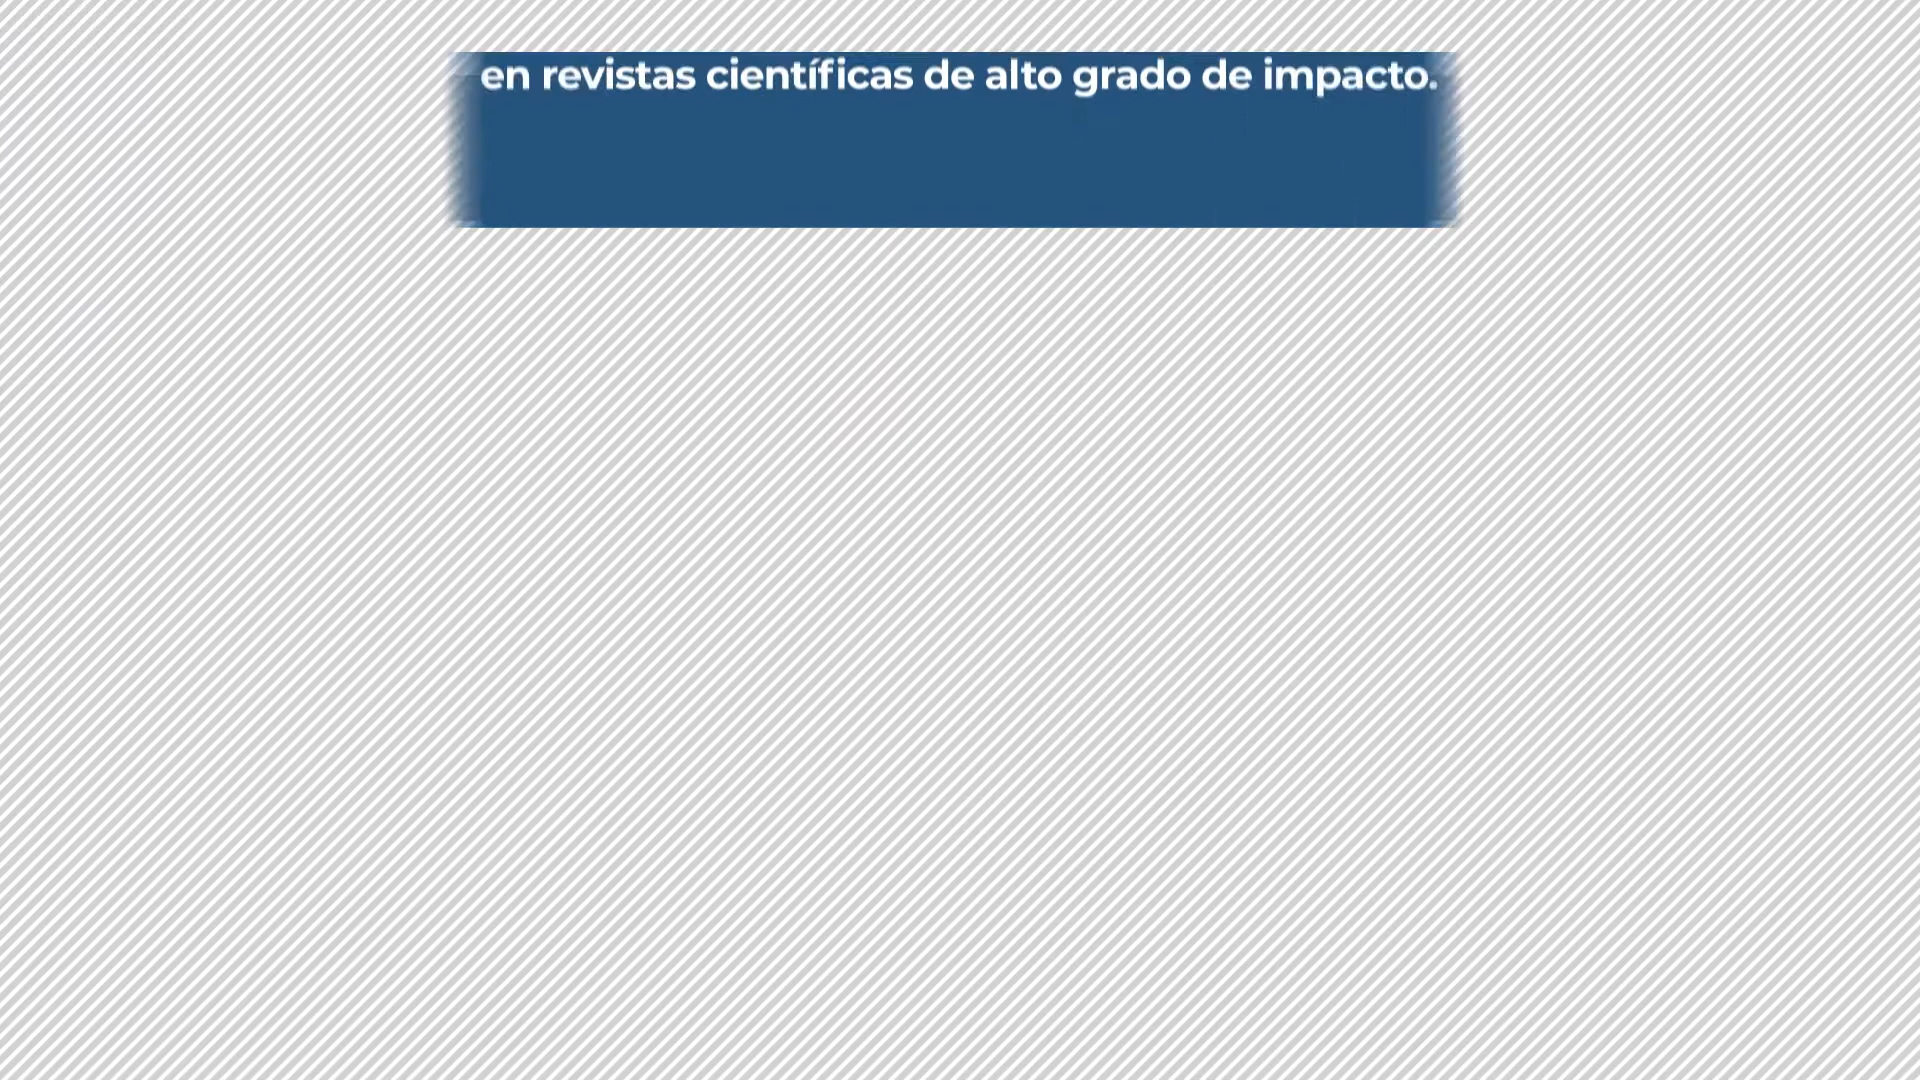 en revistas científicas de alto grado de impacto.